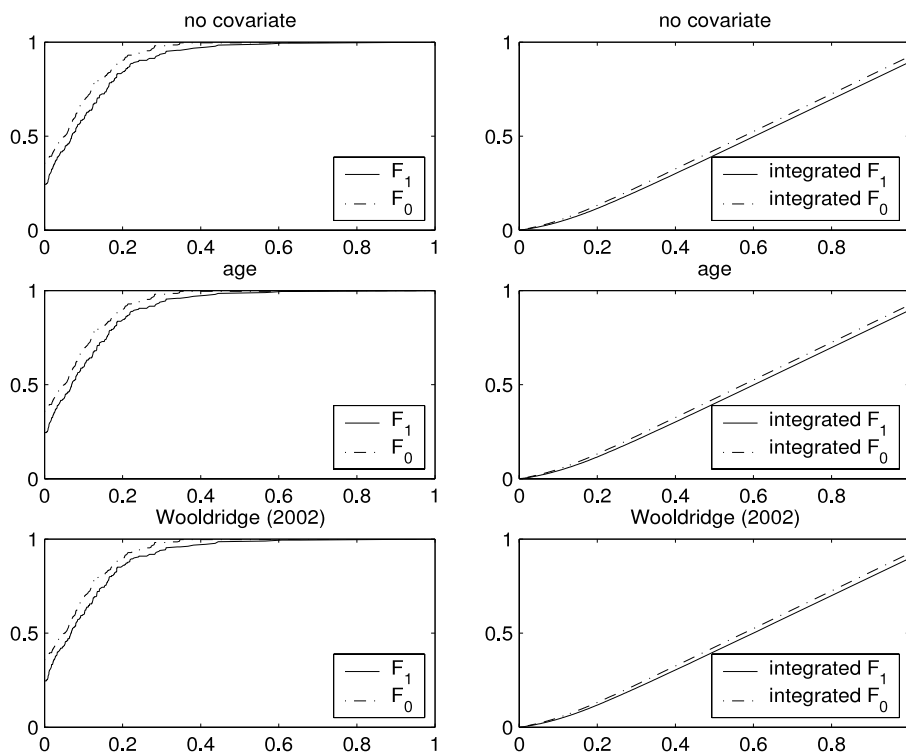 no covariate
1
0.5
0
0 0.2 0.4 0.6 0.8 1
F1
F0
no covariate
1
0.5
0
0 0.2 0.4 0.6 0.8
integrated F1
integrated F0
age
1
0.5
0
0 0.2 0.4 0.6 0.8 1
F1
F0
age
1
0.5
0
0 0.2 0.4 0.6 0.8
integrated F1
integrated F0
Wooldridge (2002)
1
0.5
0
0 0.2 0.4 0.6 0.8 1
F1
F0
Wooldridge (2002)
1
0.5
0
0 0.2 0.4 0.6 0.8
integrated F1
integrated F0